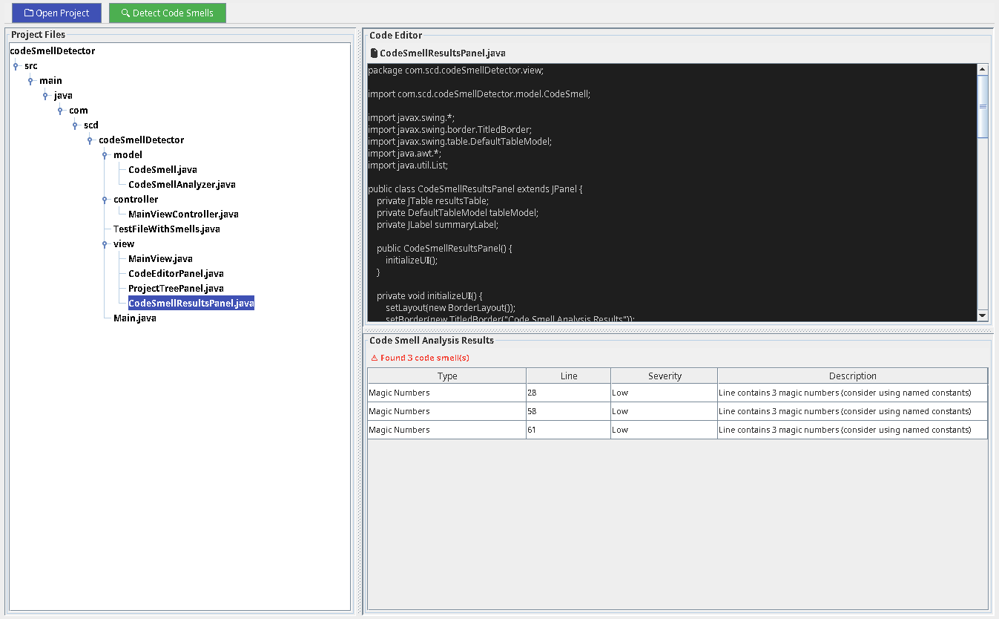 Open Project
Detect Code Smells
Project Files
codeSmellDetector
src
main
java
com
scd
codeSmellDetector
model
CodeSmell.java
CodeSmellAnalyzer.java
controller
MainViewController.java
TestFileWithSmells.java
view
MainView.java
CodeEditorPanel.java
ProjectTreePanel.java
CodeSmellResultsPanel.java
Main.java
Code Editor
CodeSmellResultsPanel.java
package com.scd.codeSmellDetector.view;
import com.scd.codeSmellDetector.model.CodeSmell;
import javax.swing.*;
import javax.swing.border.TitledBorder;
import javax.swing.table.DefaultTableModel;
import java.awt.*;
import java.util.List;
public class CodeSmellResultsPanel extends JPanel {
private JTable resultsTable;
private DefaultTableModel tableModel;
private JLabel summaryLabel;
public CodeSmellResultsPanel() {
initializeUI();
}
private void initializeUI() {
setLayout(new BorderLayout());
setBorder(new TitledBorder("Code Smell Analysis Results"));
Code Smell Analysis Results
⚠ Found 3 code smell(s)
Type Line Severity Description
Magic Numbers 28 Low Line contains 3 magic numbers (consider using named constants)
Magic Numbers 58 Low Line contains 3 magic numbers (consider using named constants)
Magic Numbers 61 Low Line contains 3 magic numbers (consider using named constants)